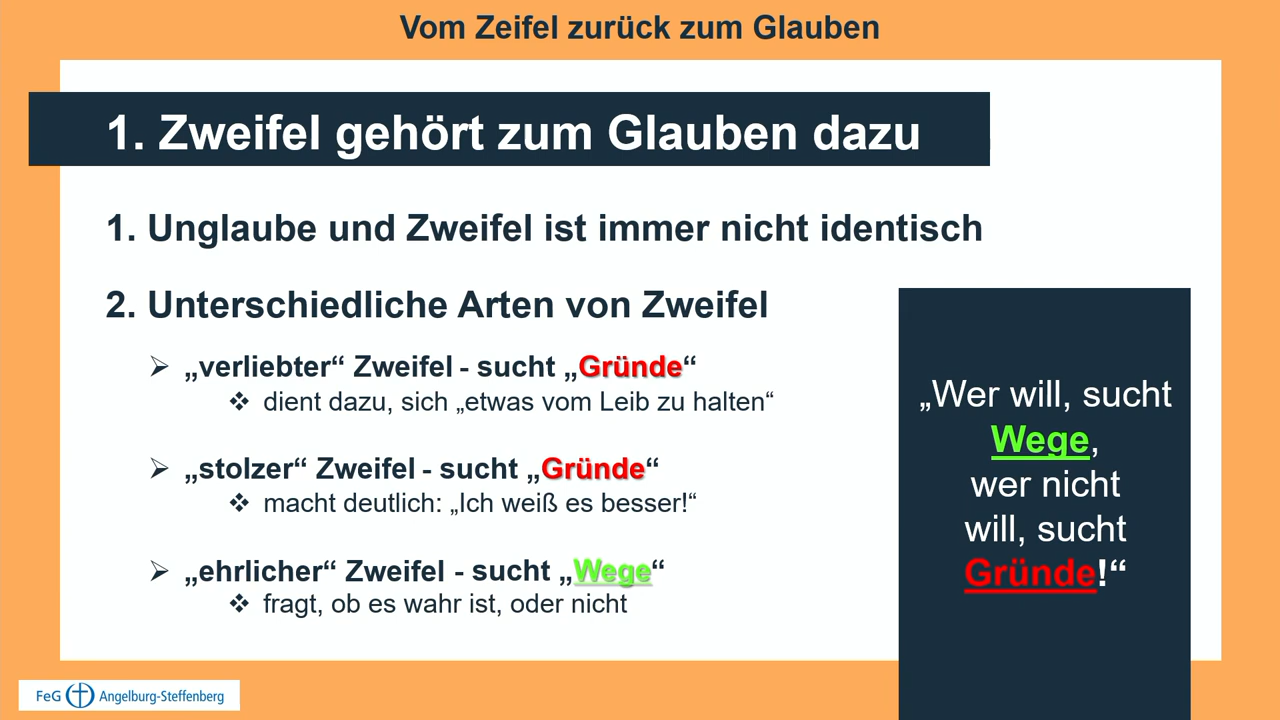 Vom Zeifel zurück zum Glauben
1. Zweifel gehört zum Glauben dazu
1. Unglaube und Zweifel ist immer nicht identisch
2. Unterschiedliche Arten von Zweifel
„verliebter“ Zweifel - sucht „Gründe“
dient dazu, sich „etwas vom Leib zu halten“
„stolzer“ Zweifel - sucht „Gründe“
macht deutlich: „Ich weiß es besser!“
„ehrlicher“ Zweifel - sucht „Wege“
fragt, ob es wahr ist, oder nicht
„Wer will, sucht
Wege,
wer nicht
will, sucht
Gründe!“
FeG Angelburg-Steffenberg